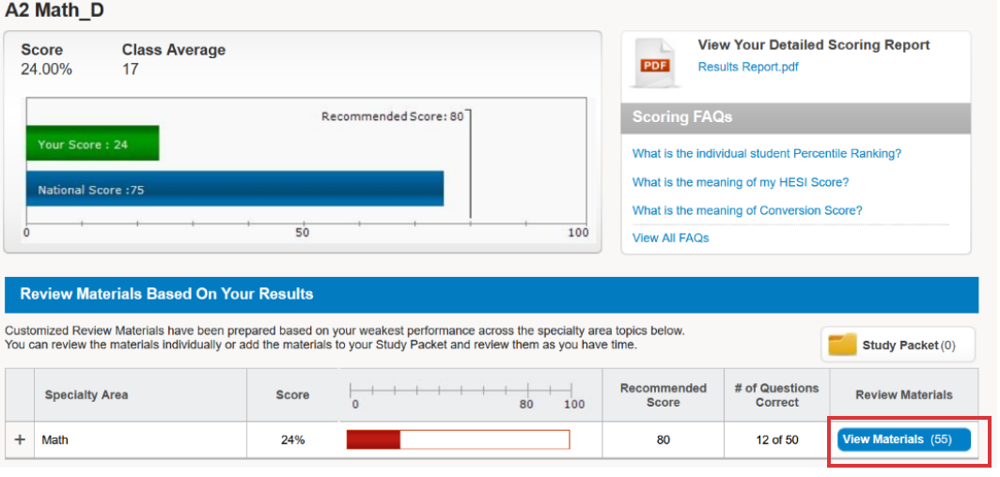 A2 Math_D
Score
Class Average
24.00%
17
Recommended Score: 80
Your Score : 24
National Score :75
0
50
100
View Your Detailed Scoring Report
PDF
Results Report.pdf
Scoring FAQs
What is the individual student Percentile Ranking?
What is the meaning of my HESI Score?
What is the meaning of Conversion Score?
View All FAQs
Review Materials Based On Your Results
Customized Review Materials have been prepared based on your weakest performance across the specialty area topics below.
You can review the materials individually or add the materials to your Study Packet and review them as you have time.
Study Packet (0)
Specialty Area
Score
0
80
100
Recommended
Score
# of Questions
Correct
Review Materials
+
Math
24%
80
12 of 50
View Materials (55)